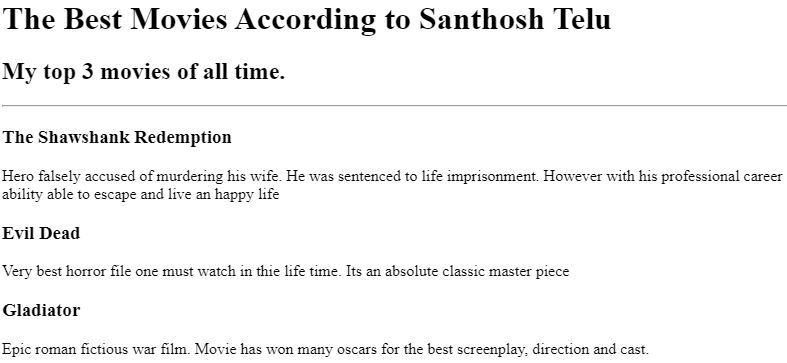 The Best Movies According to Santhosh Telu
My top 3 movies of all time.
The Shawshank Redemption
Hero falsely accused of murdering his wife. He was sentenced to life imprisonment. However with his professional career
ability able to escape and live an happy life
Evil Dead
Very best horror file one must watch in thie life time. Its an absolute classic master piece
Gladiator
Epic roman fictious war film. Movie has won many oscars for the best screenplay, direction and cast.